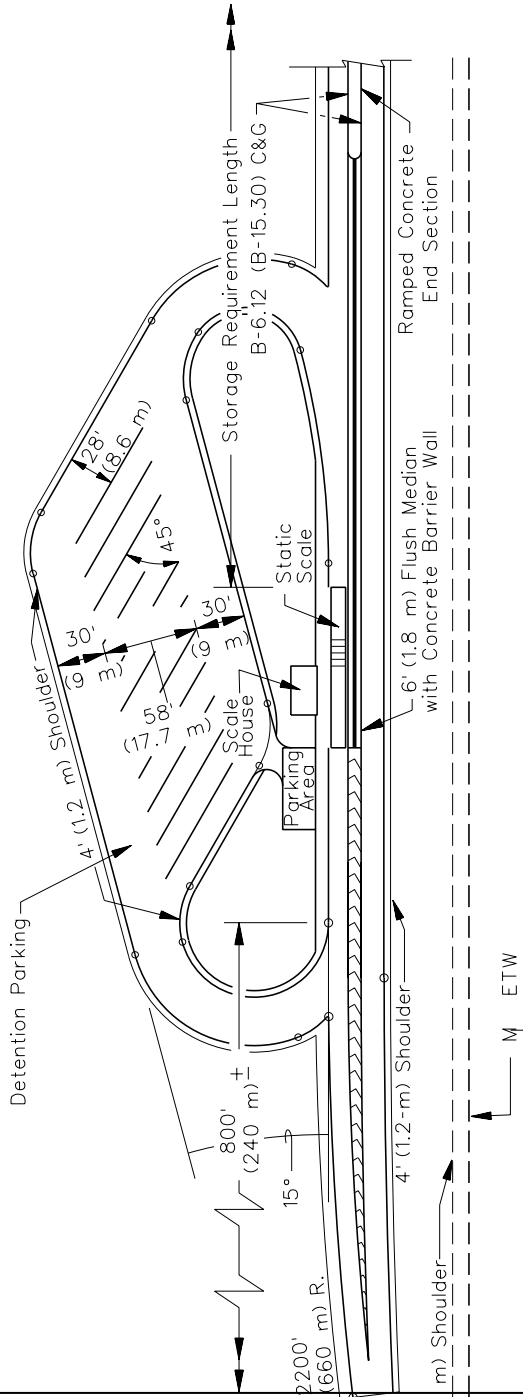 Detention Parking
4' (1.2 m) Shoulder
30'
(9 m)
58'
(17.7 m)
30'
(9 m)
45°
28'
(8.6 m)
Storage Requirement Length
B-6.12 (B-15.30) C&G
Scale
House
Static
Scale
Parking
Area
Ramped Concrete
End Section
6' (1.8 m) Flush Median
with Concrete Barrier Wall
800'
(240 m)±
15°
2200'
(660 m) R.
4' (1.2-m) Shoulder
m) Shoulder
M ETW